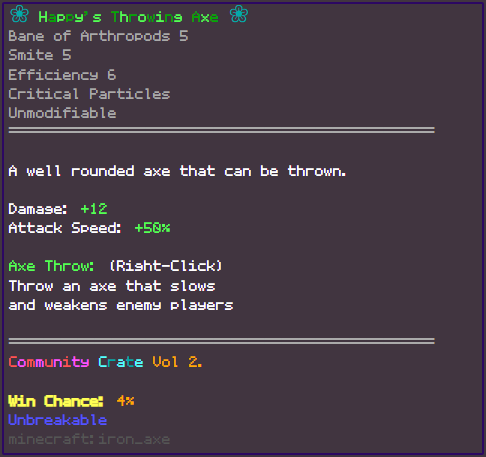 ❀ Happy's Throwing Axe ❀
Bane of Arthropods 5
Smite 5
Efficiency 6
Critical Particles
Unmodifiable
A well rounded axe that can be thrown.
Damage: +12
Attack Speed: +50%
Axe Throw: (Right-Click)
Throw an axe that slows
and weakens enemy players
Community Crate Vol 2.
Win Chance: 4%
Unbreakable
minecraft:iron_axe